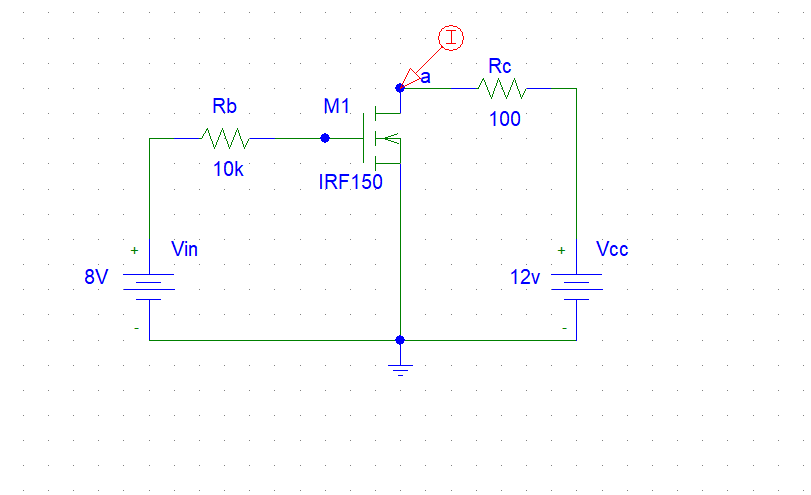 I
a
Rc
100
Rb
10k
M1
IRF150
+
Vin
8V
-
+
Vcc
12v
-